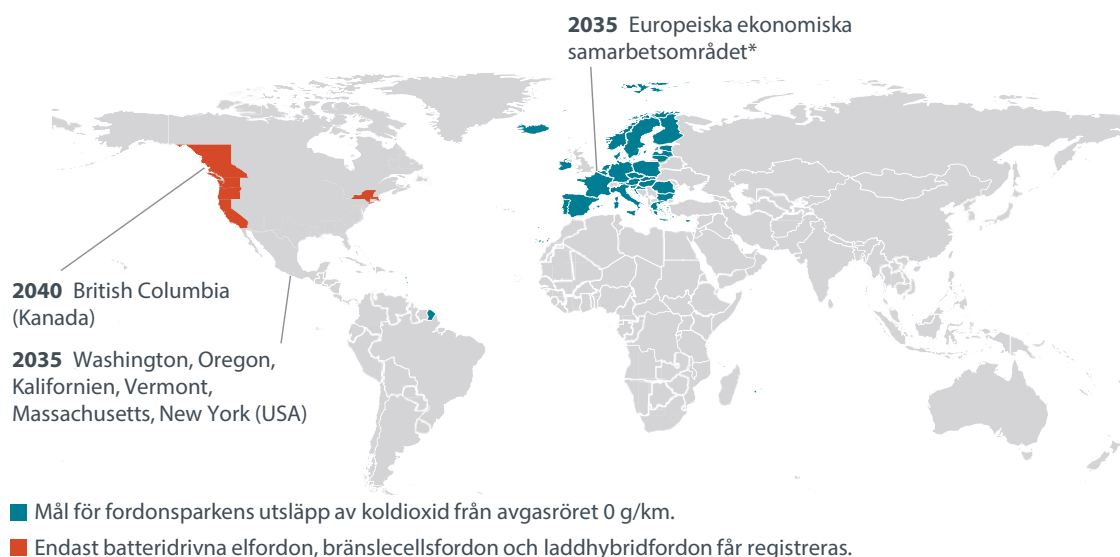 2035 Europeiska ekonomiska
samarbetsområdet*
2040 British Columbia
(Kanada)
2035 Washington, Oregon,
Kalifornien, Vermont,
Massachusetts, New York (USA)
Mål för fordonsparkens utsläpp av koldioxid från avgasröret 0 g/km.
Endast batteridrivna elfordon, bränslecellsfordon och laddhybridfordon får registreras.